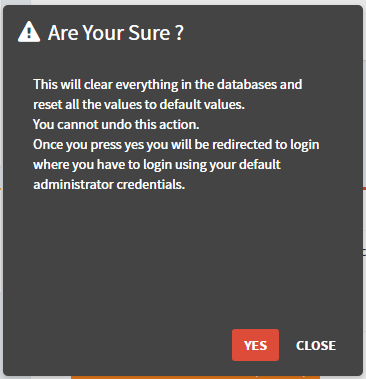 Are Your Sure ?
This will clear everything in the databases and
reset all the values to default values.
You cannot undo this action.
Once you press yes you will be redirected to login
where you have to login using your default
administrator credentials.
YES CLOSE